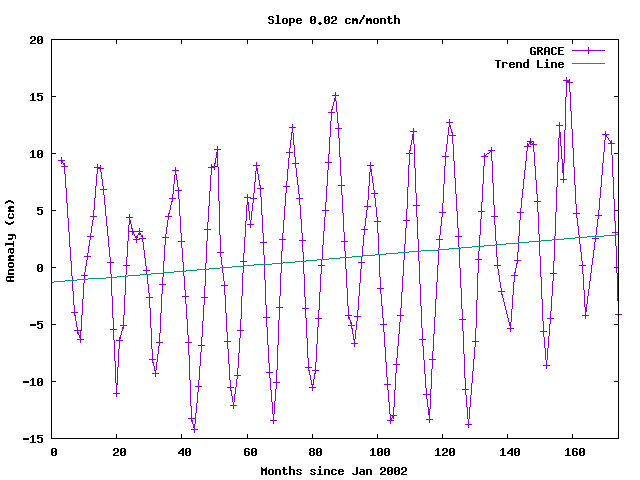 Slope 0.02 cm/month
GRACE
Trend Line
20
15
10
5
0
-5
-10
-15
Anomaly (cm)
0 20 40 60 80 100 120 140 160
Months since Jan 2002